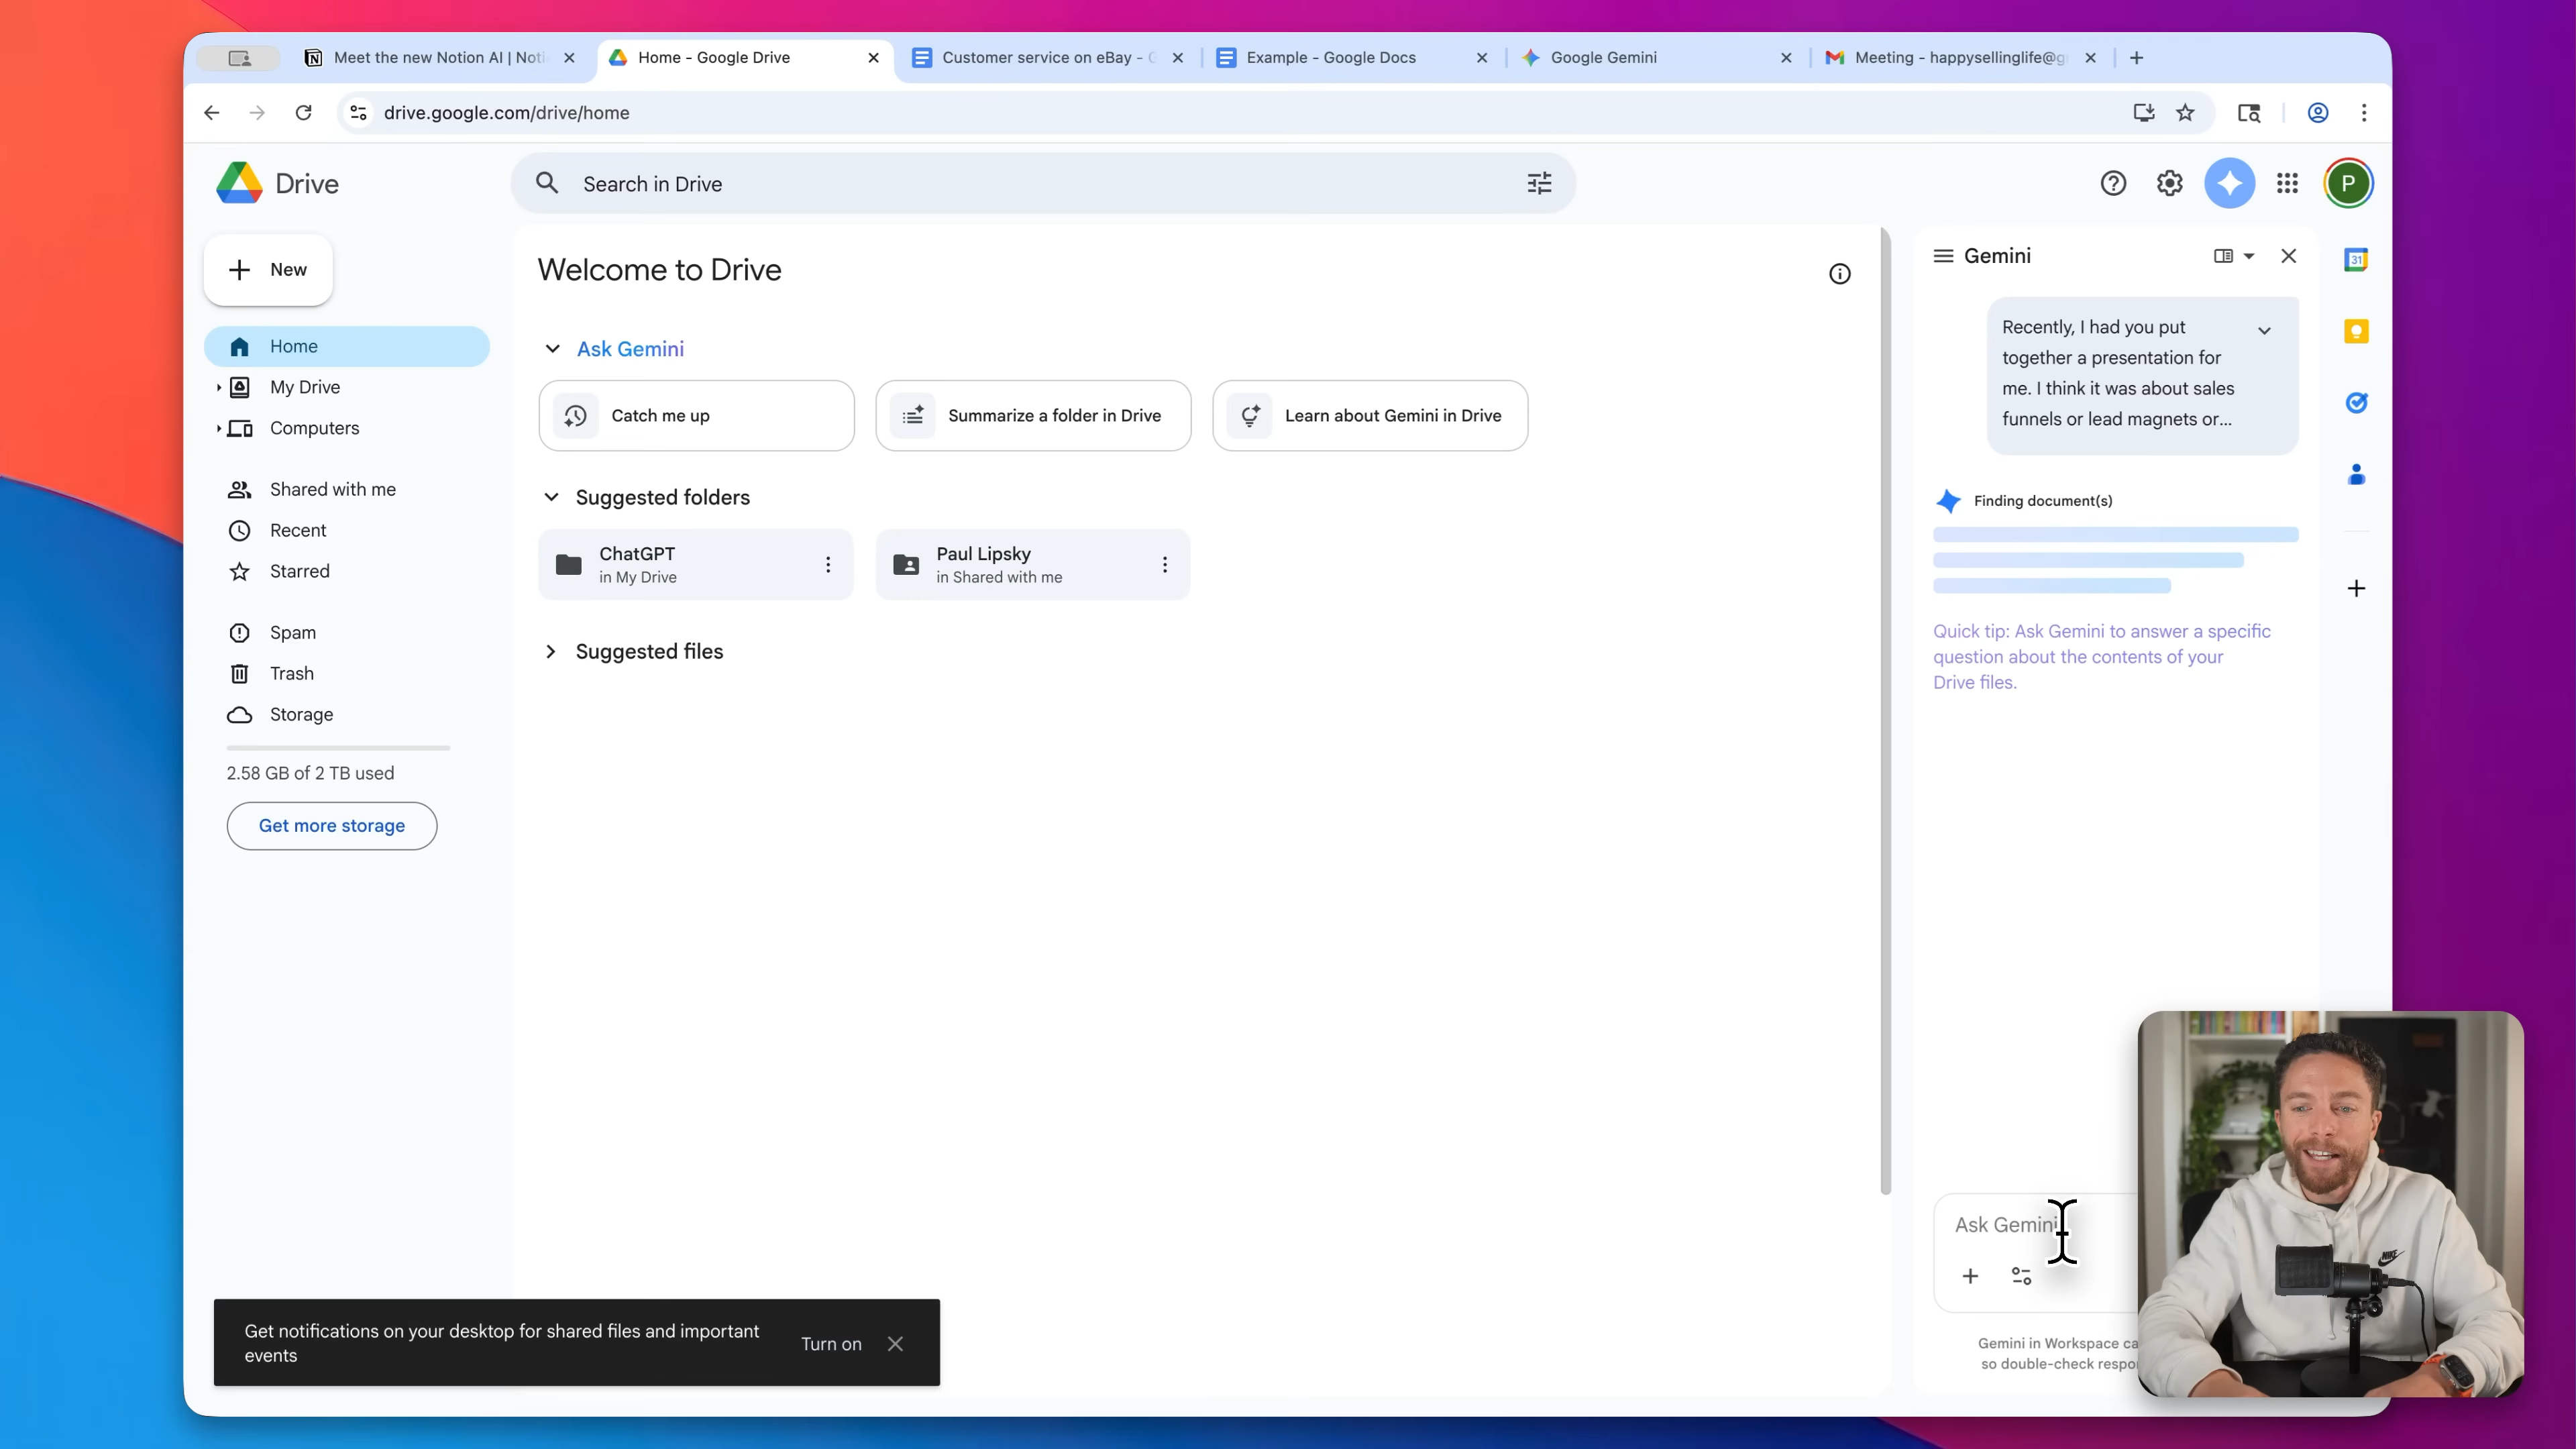 Meet the new Notion AI | Noti
Home - Google Drive
Customer service on eBay - G
Example - Google Docs
Google Gemini
Meeting - happysellinglife@g
drive.google.com/drive/home
Drive
Search in Drive
P
New
Home
My Drive
Computers
Shared with me
Recent
Starred
Spam
Trash
Storage
2.58 GB of 2 TB used
Get more storage
Welcome to Drive
Ask Gemini
Catch me up
Summarize a folder in Drive
Learn about Gemini in Drive
Suggested folders
ChatGPT
in My Drive
Paul Lipsky
in Shared with me
Suggested files
Gemini
Recently, I had you put
together a presentation for
me. I think it was about sales
funnels or lead magnets or...
Finding document(s)
Quick tip: Ask Gemini to answer a specific
question about the contents of your
Drive files.
31
Ask Gemini
Gemini in Workspace ca
so double-check respo
NIKE
Get notifications on your desktop for shared files and important
events
Turn on